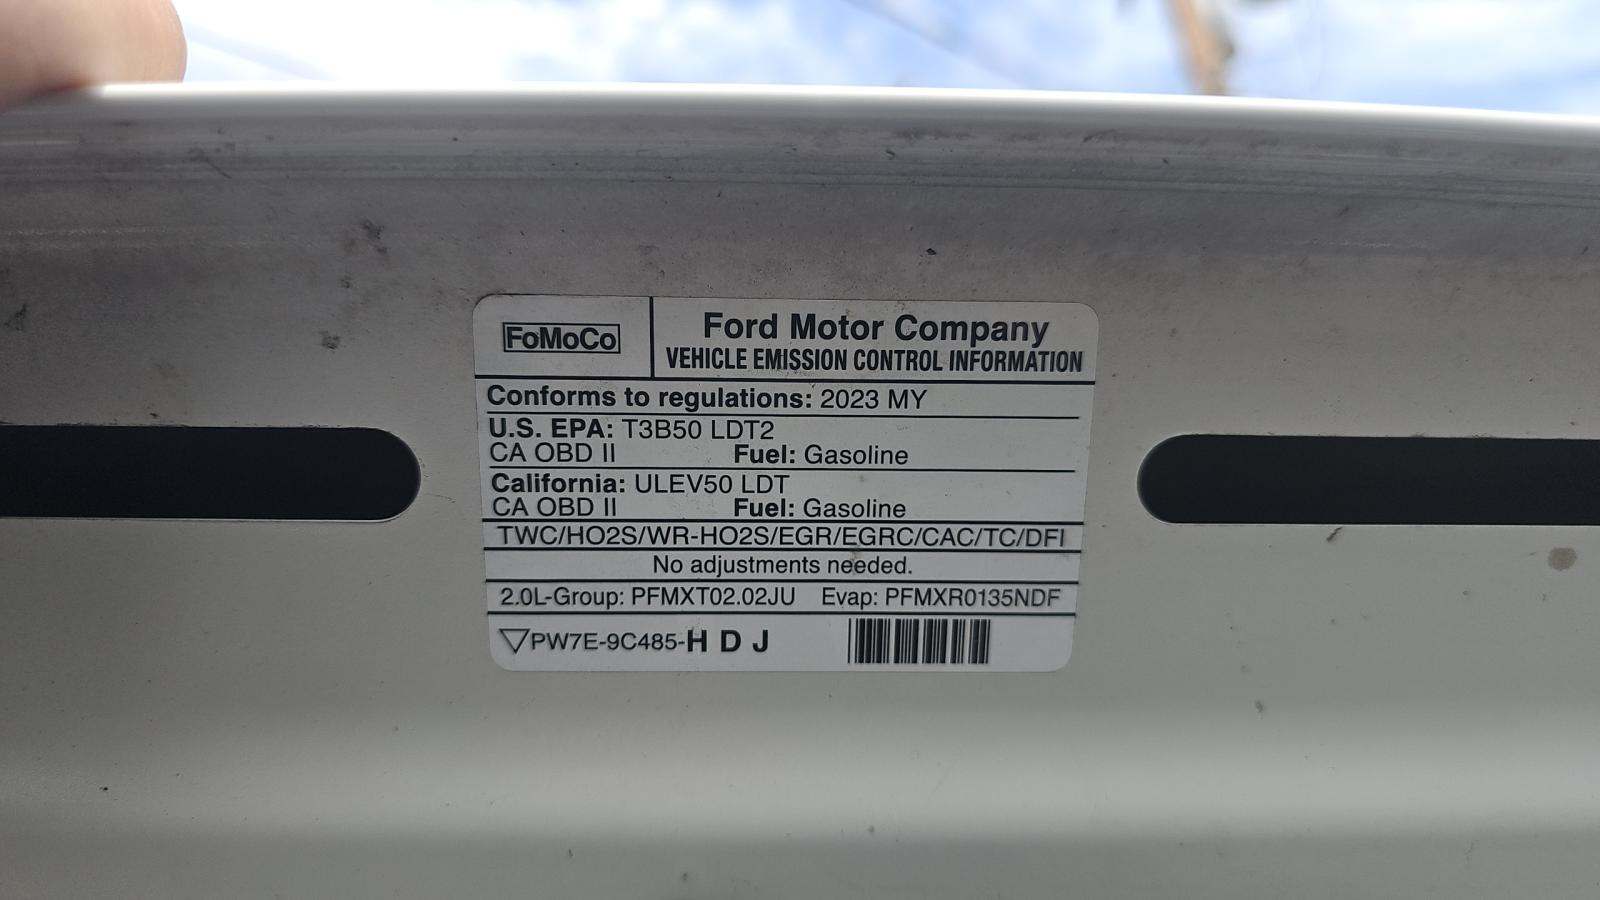 FoMoCo
Ford Motor Company
VEHICLE EMISSION CONTROL INFORMATION
Conforms to regulations: 2023 MY
U.S. EPA: T3B50 LDT2
CA OBD II Fuel: Gasoline
California: ULEV50 LDT
CA OBD II Fuel: Gasoline
TWC/HO2S/WR-HO2S/EGR/EGRC/CAC/TC/DFI
No adjustments needed.
2.0L-Group: PFMXT02.02JU Evap: PFMXR0135NDF
▽PW7E-9C485-H D J